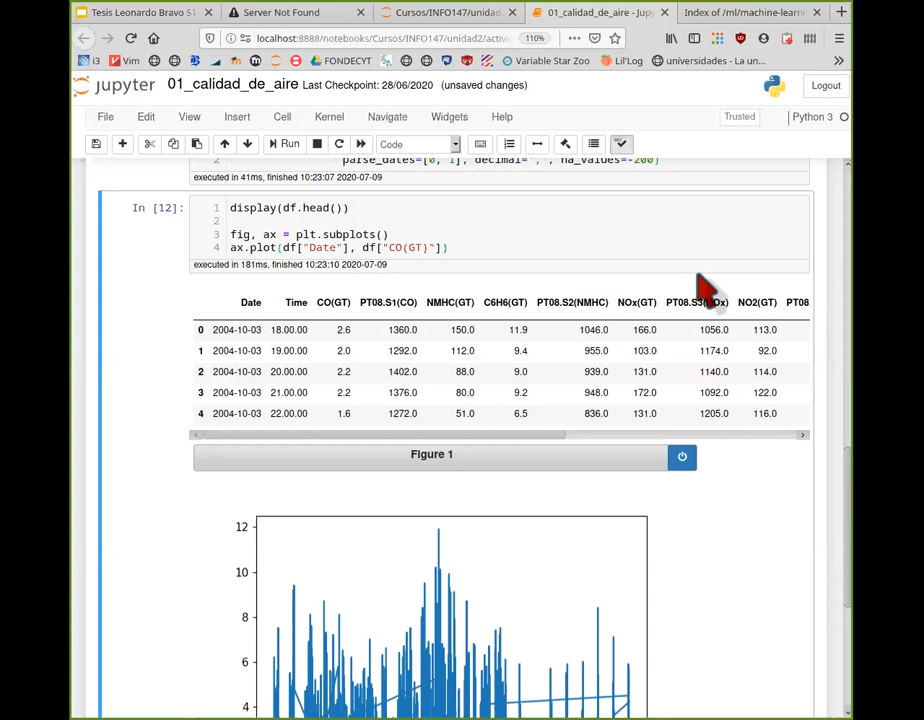 Tesis Leonardo Bravo S1
Server Not Found
Cursos/INFO147/unidad
01_calidad_de_aire - Jupy
Index of /ml/machine-learni
localhost:8888/notebooks/Cursos/INFO147/unidad2/activ
110%
i3
Vim
FONDECYT
Variable Star Zoo
Lil'Log
universidades - La un...
jupyter
01_calidad_de_aire
Last Checkpoint: 28/06/2020
(unsaved changes)
Logout
File
Edit
View
Insert
Cell
Kernel
Navigate
Widgets
Help
Trusted
Python 3
Run
Code
2 parse_dates=[0, 1], decimal=",", na_values=-200)
executed in 41ms, finished 10:23:07 2020-07-09
In [12]:
1 display(df.head())
2
3 fig, ax = plt.subplots()
4 ax.plot(df["Date"], df["CO(GT)"])
executed in 181ms, finished 10:23:10 2020-07-09
Date Time CO(GT) PT08.S1(CO) NMHC(GT) C6H6(GT) PT08.S2(NMHC) NOx(GT) NO2(GT) PT08
0 2004-10-03 18.00.00 2.6 1360.0 150.0 11.9 1046.0 166.0 1056.0 113.0
1 2004-10-03 19.00.00 2.0 1292.0 112.0 9.4 955.0 103.0 1174.0 92.0
2 2004-10-03 20.00.00 2.2 1402.0 88.0 9.0 939.0 131.0 1140.0 114.0
3 2004-10-03 21.00.00 2.2 1376.0 80.0 9.2 948.0 172.0 1092.0 122.0
4 2004-10-03 22.00.00 1.6 1272.0 51.0 6.5 836.0 131.0 1205.0 116.0
Figure 1
12
10
8
6
4